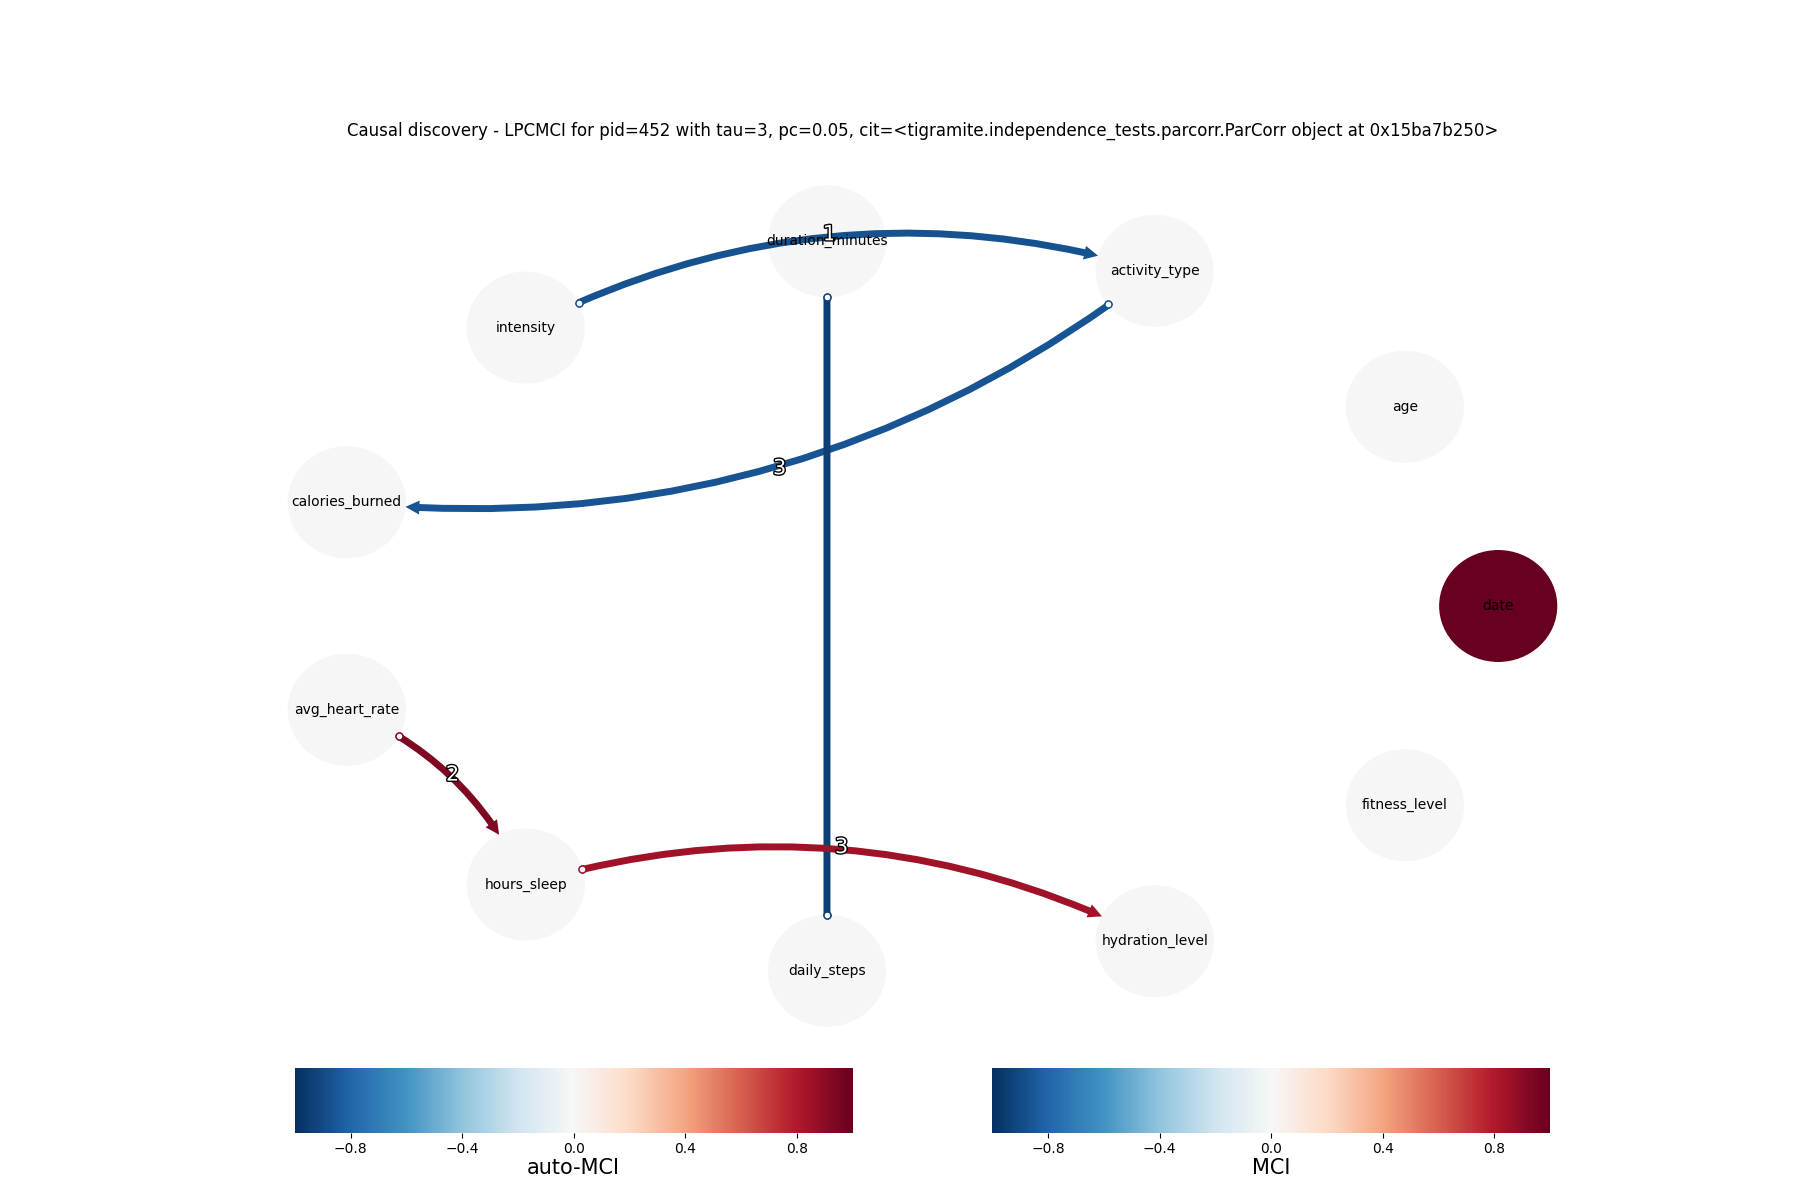 Causal discovery - LPCMCI for pid=452 with tau=3, pc=0.05, cit=<tigramite.independence_tests.parcorr.ParCorr object at 0x15ba7b250>
1
duration_minutes
activity_type
intensity
age
3
calories_burned
date
avg_heart_rate
2
fitness_level
3
hours_sleep
hydration_level
daily_steps
−0.8 −0.4 0.0 0.4 0.8
auto-MCI
−0.8 −0.4 0.0 0.4 0.8
MCI